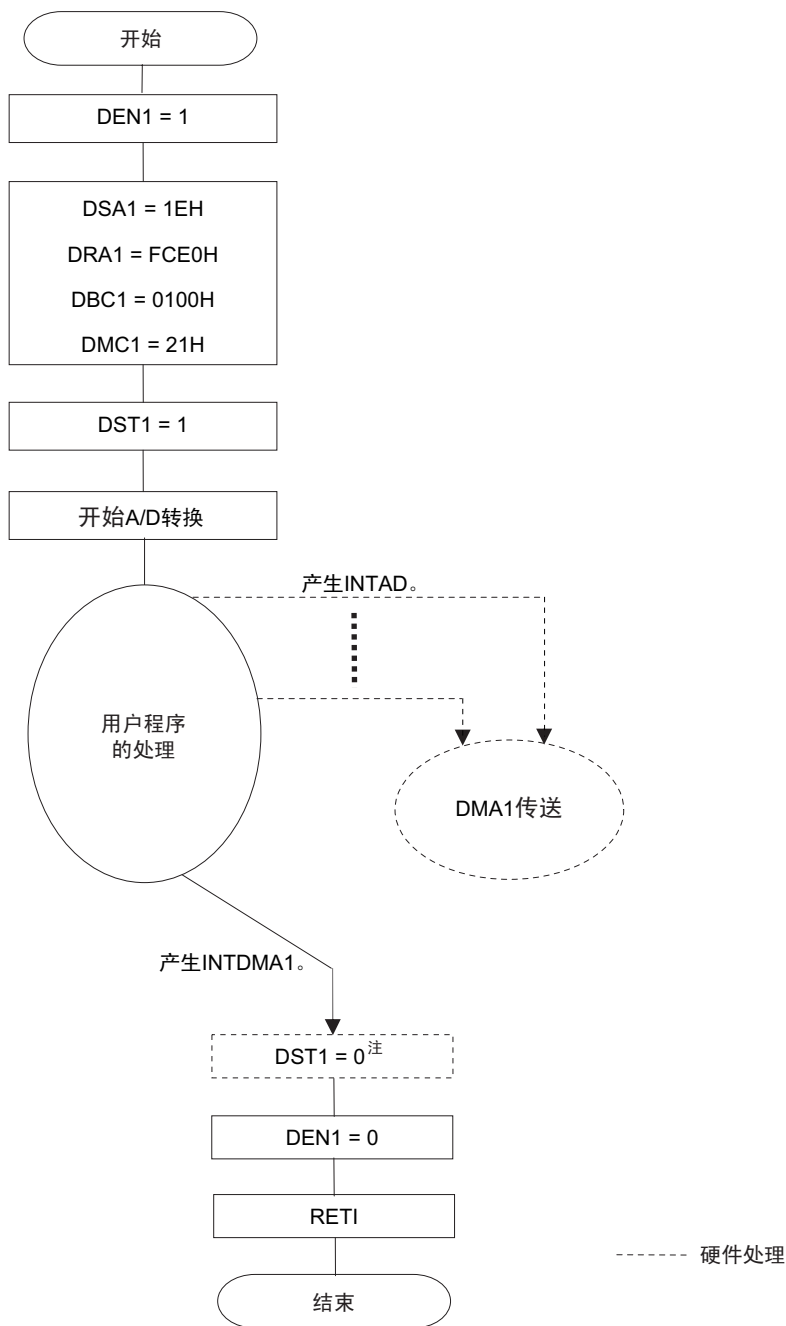 开始
DEN1 = 1
DSA1 = 1EH
DRA1 = FCE0H
DBC1 = 0100H
DMC1 = 21H
DST1 = 1
开始A/D转换
产生INTAD。
用户程序
的处理
DMA1传送
产生INTDMA1。
DST1 = 0注
DEN1 = 0
RETI
硬件处理
结束